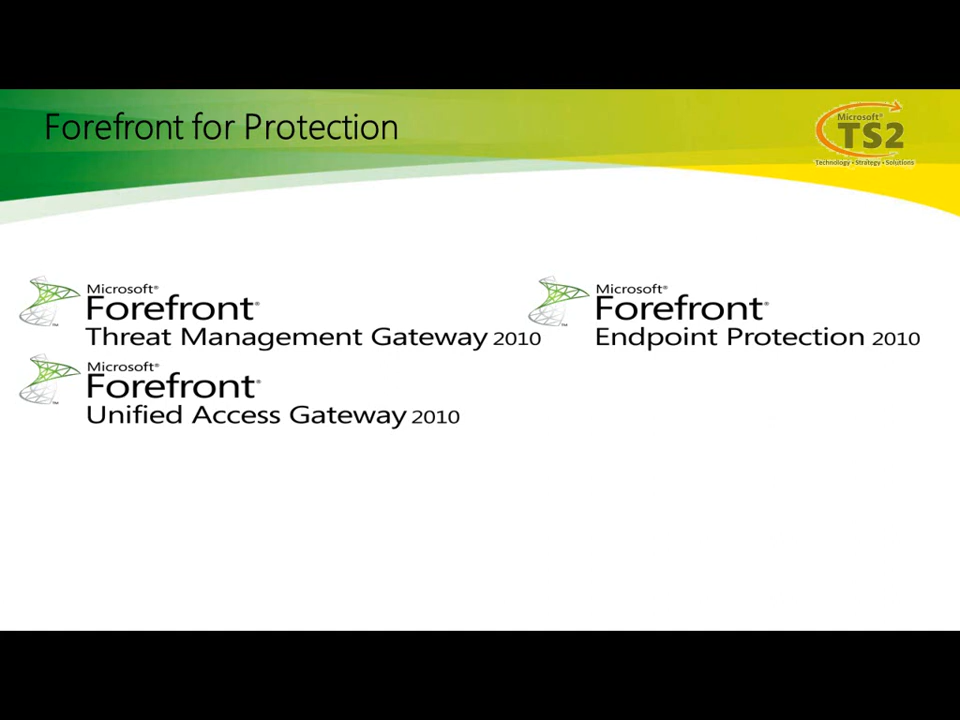 Forefront for Protection
Microsoft®
TS2
Technology • Strategy • Solutions
Microsoft®
Forefront®
Threat Management Gateway 2010
Microsoft®
Forefront®
Endpoint Protection 2010
Microsoft®
Forefront®
Unified Access Gateway 2010